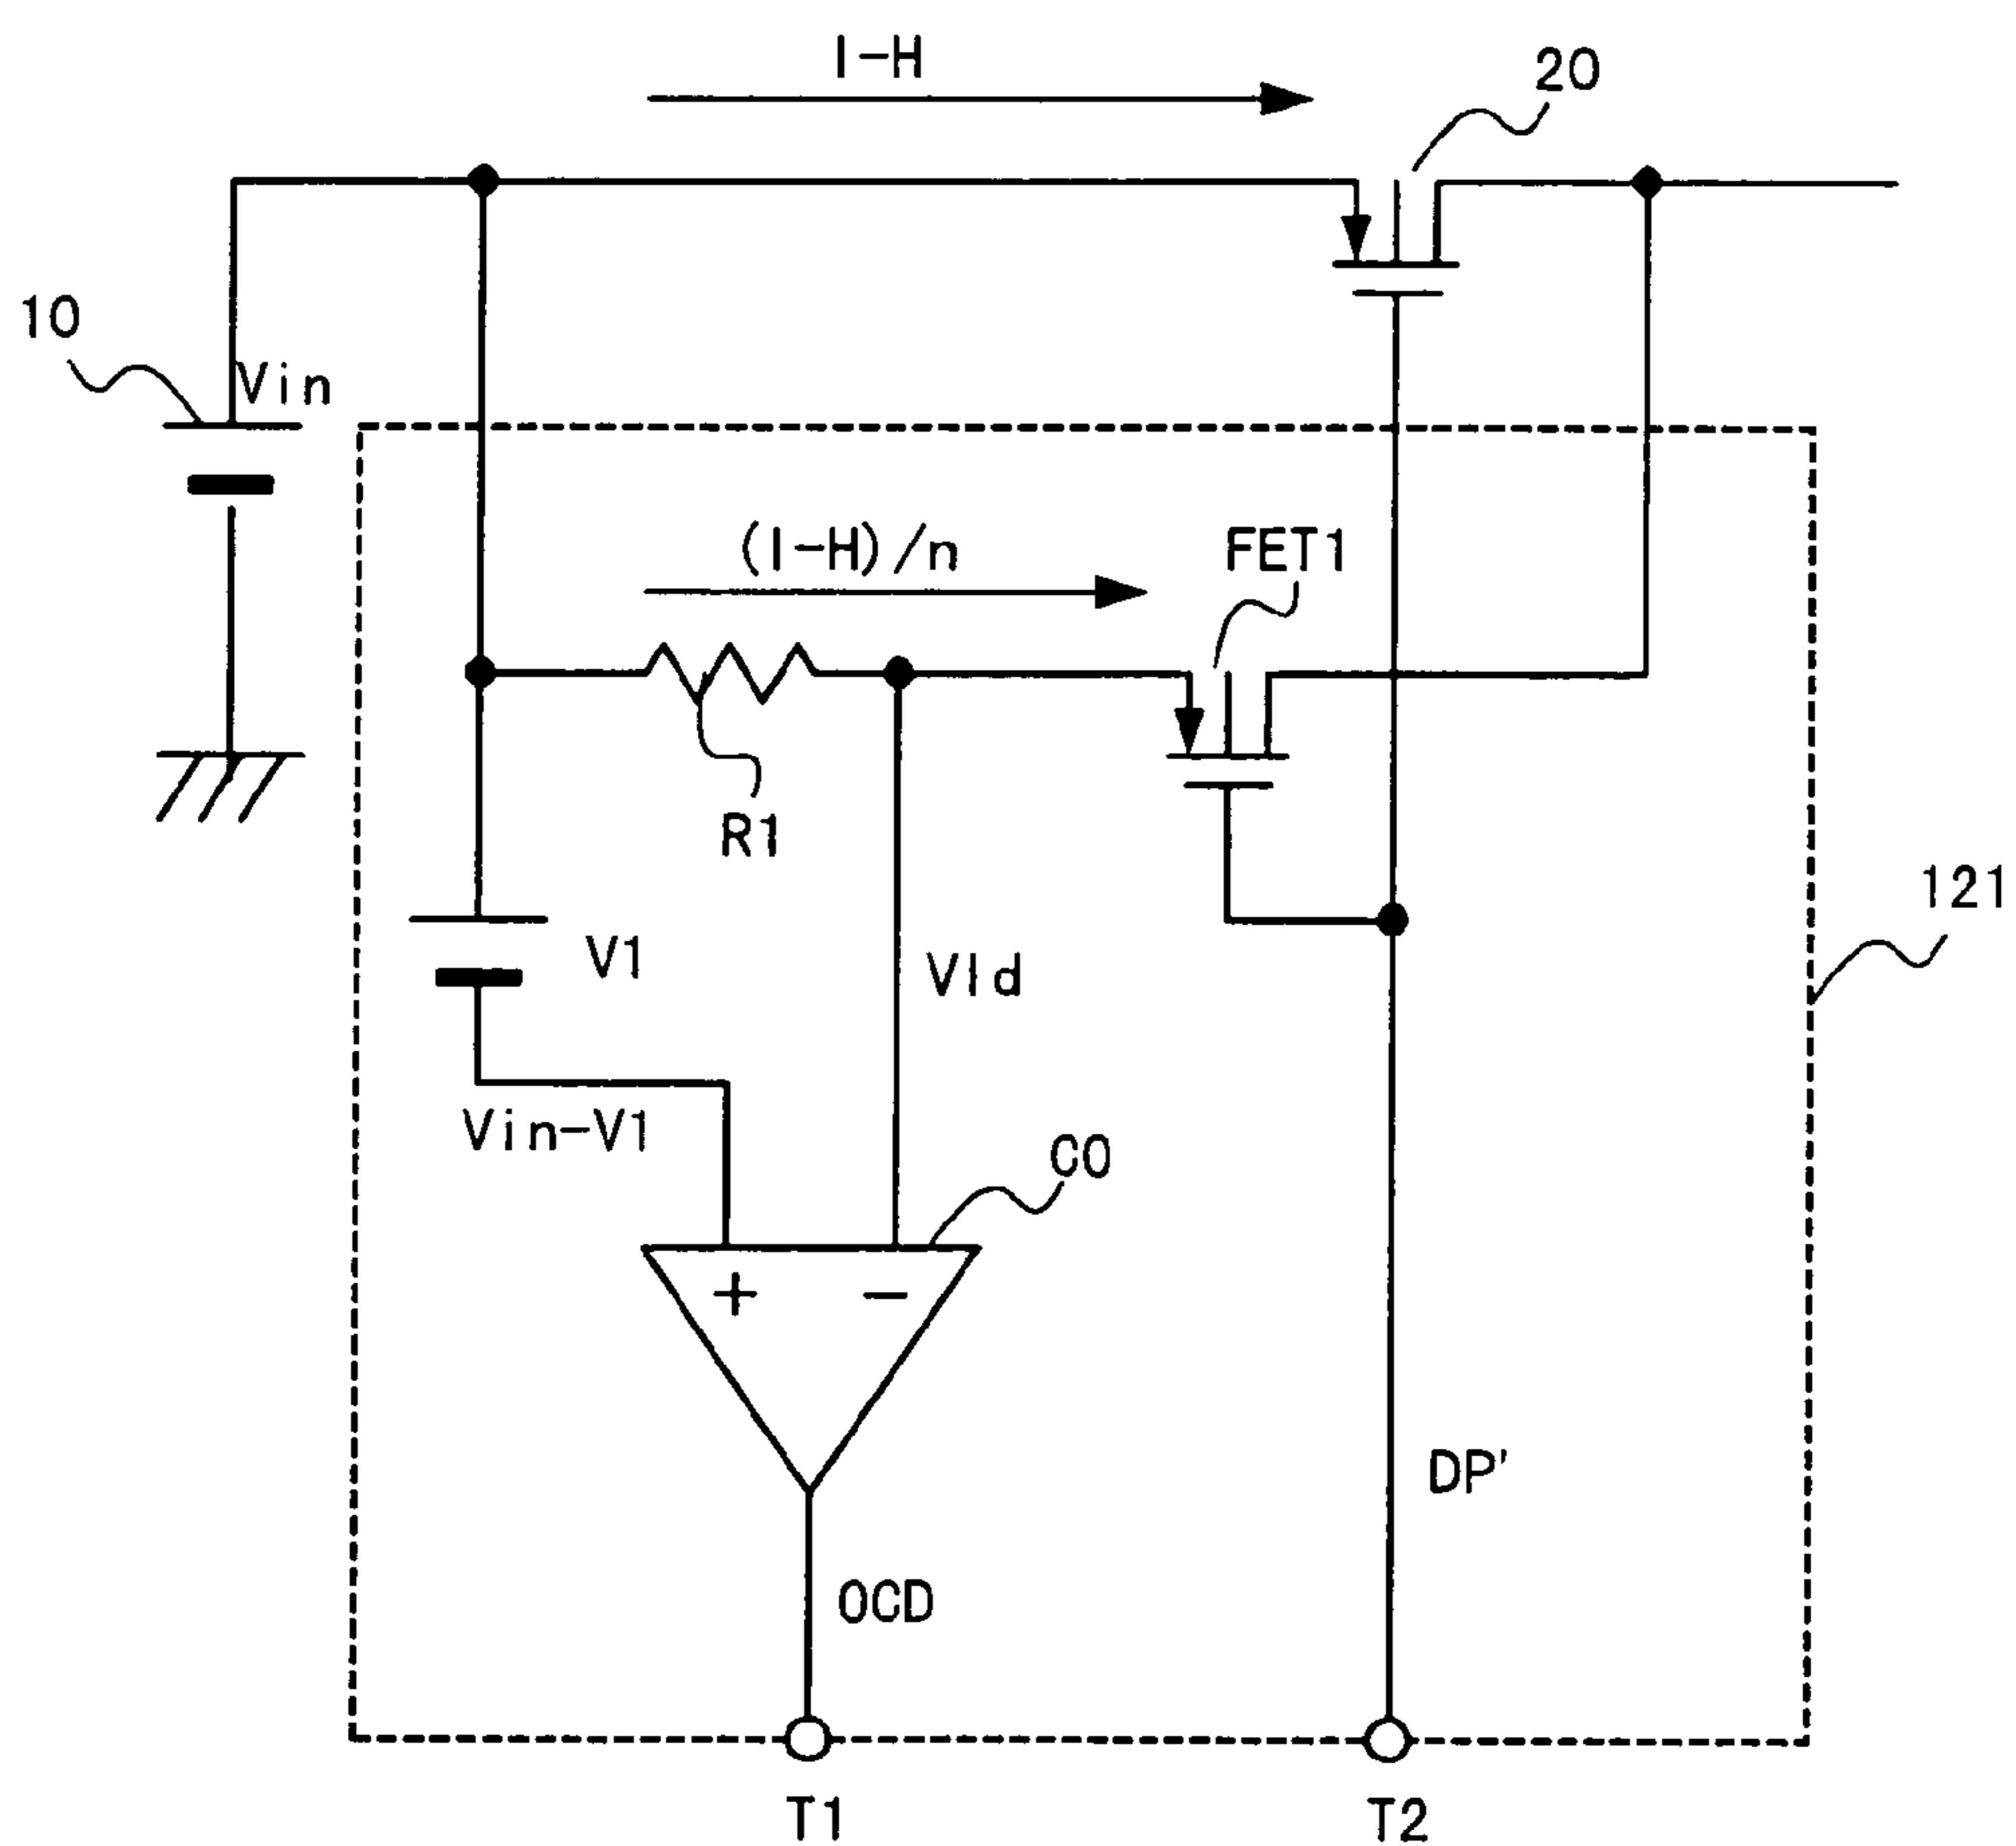 I-H
20
10
Vin
(I-H)/n
FET1
R1
121
V1
VId
Vin-V1
CO
+
-
DP'
OCD
T1
T2